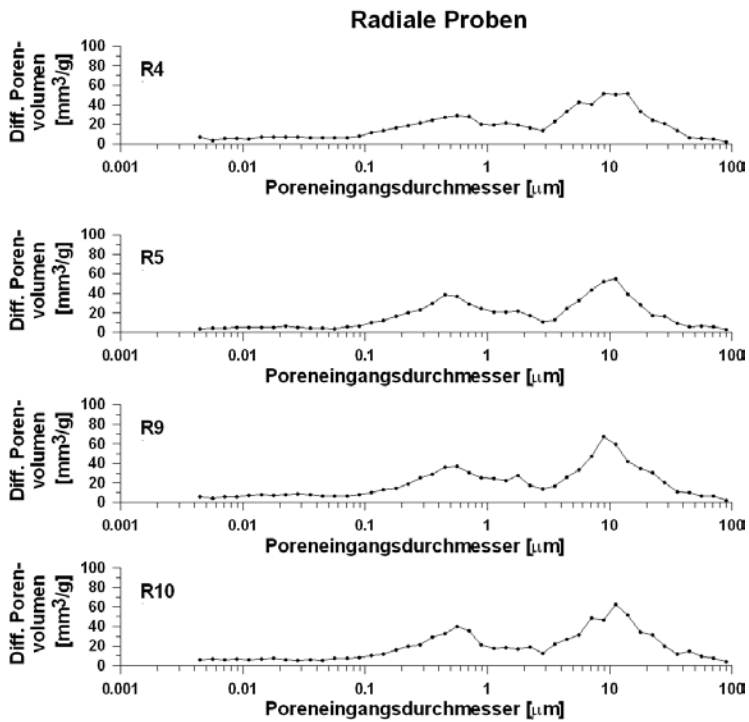 Radiale Proben
Diff. Poren-
volumen
[mm³/g]
100
80
60
40
20
0
R4
0.001 0.01 0.1 1 10 100
Poreneingangsdurchmesser [μm]
Diff. Poren-
volumen
[mm³/g]
100
80
60
40
20
0
R5
0.001 0.01 0.1 1 10 100
Poreneingangsdurchmesser [μm]
Diff. Poren-
volumen
[mm³/g]
100
80
60
40
20
0
R9
0.001 0.01 0.1 1 10 100
Poreneingangsdurchmesser [μm]
Diff. Poren-
volumen
[mm³/g]
100
80
60
40
20
0
R10
0.001 0.01 0.1 1 10 100
Poreneingangsdurchmesser [μm]